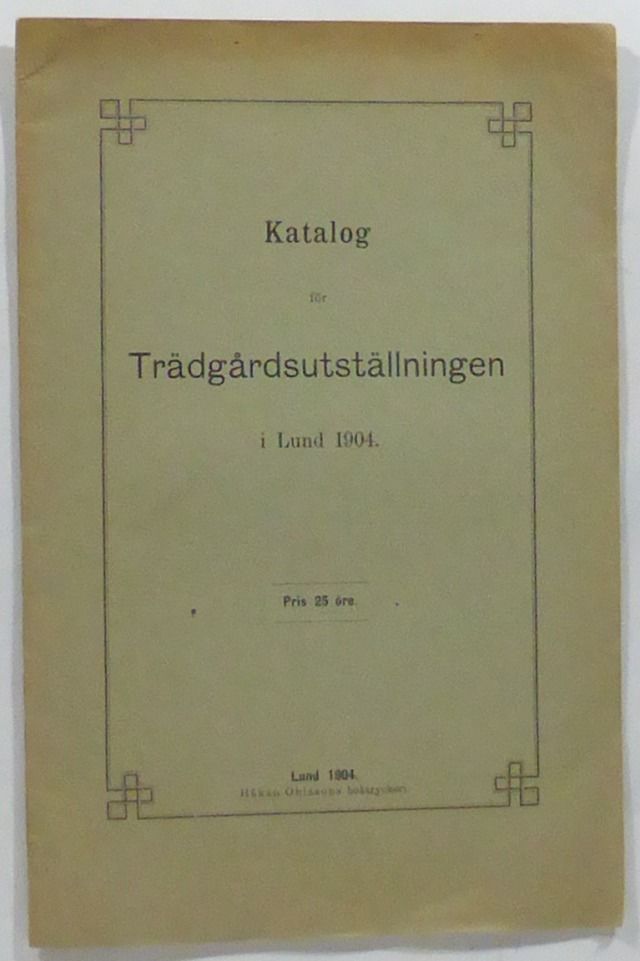 Katalog
för
Trädgårdsutställningen
i Lund 1904.
Pris 25 öre.
Lund 1904.
Håkan Ohlssons boktryckeri.